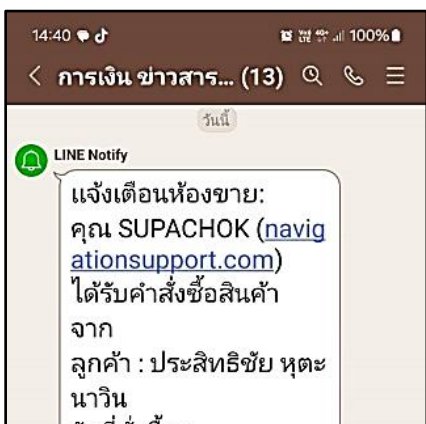 14:40
100%
การเงิน ข่าวสาร... (13)
วันนี้
LINE Notify
แจ้งเตือนห้องขาย:
คุณ SUPACHOK (navig
ationsupport.com)
ได้รับคำสั่งซื้อสินค้า
จาก
ลูกค้า : ประสิทธิชัย หุตะ
นาวิน